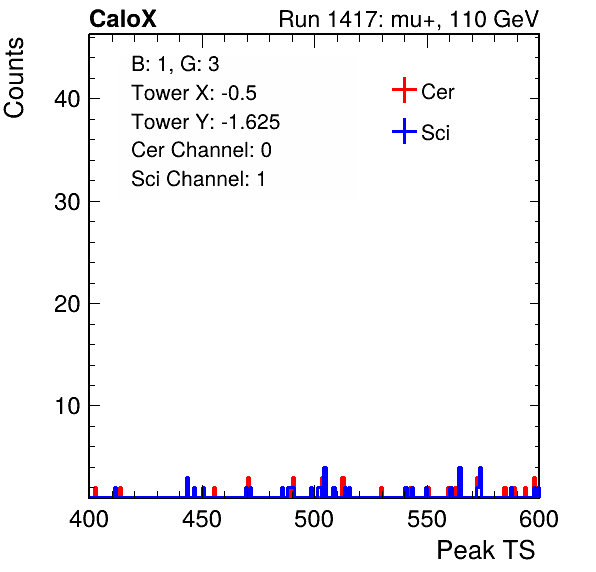 CaloX Run 1417: mu+, 110 GeV
Counts
B: 1, G: 3
Tower X: -0.5
Tower Y: -1.625
Cer Channel: 0
Sci Channel: 1
Cer
Sci
40
30
20
10
400 450 500 550 600
Peak TS